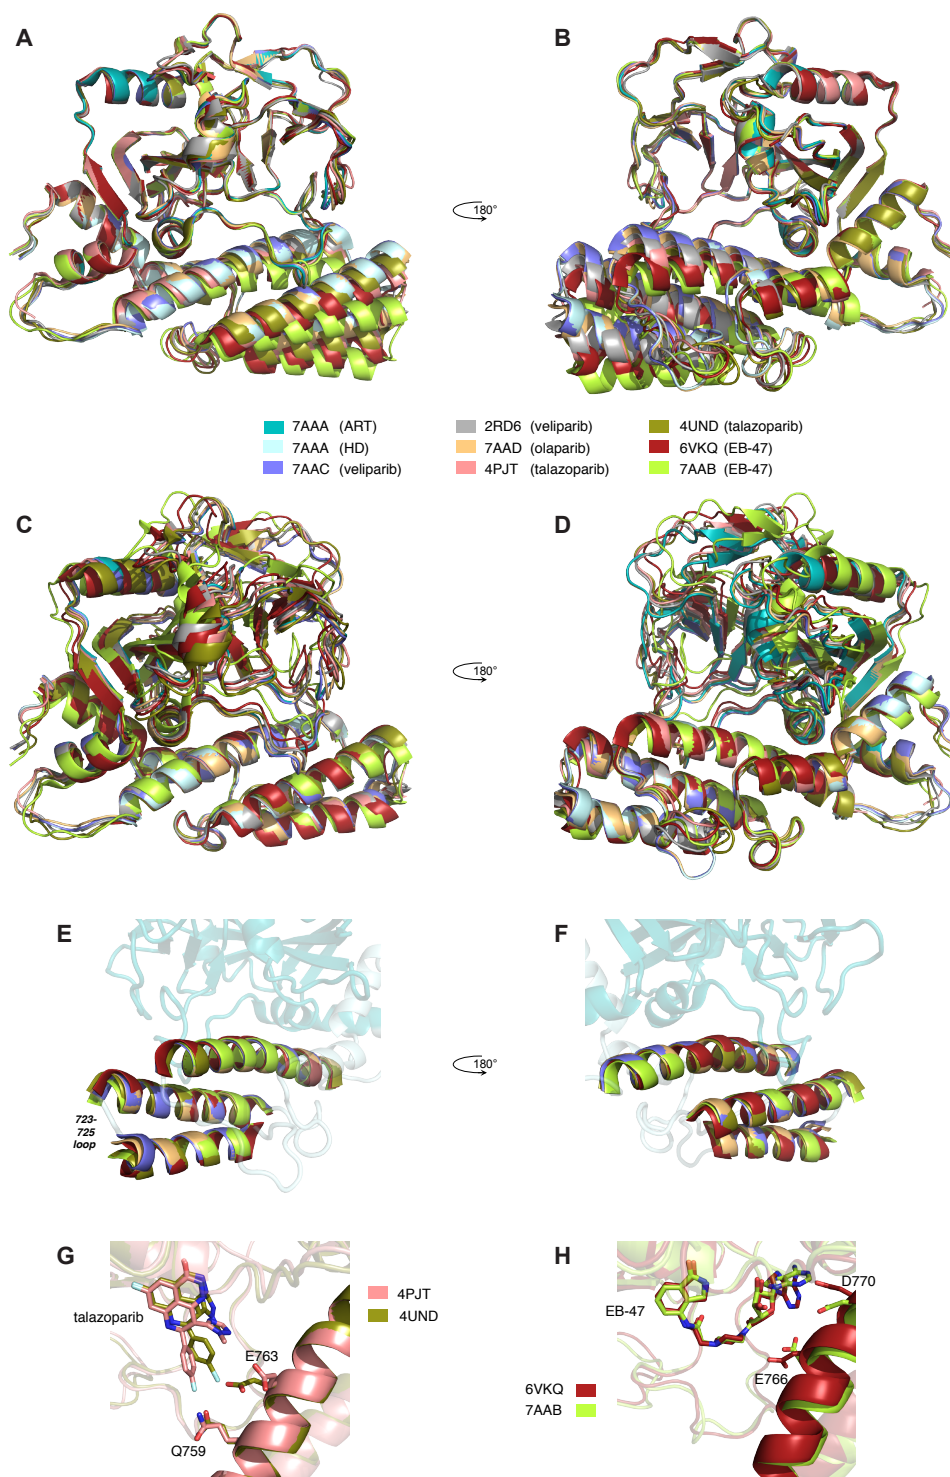 A
B
180°
7AAA (ART)
2RD6 (veliparib)
4UND (talazoparib)
7AAA (HD)
7AAD (olaparib)
6VKQ (EB-47)
7AAC (veliparib)
4PJT (talazoparib)
7AAB (EB-47)
C
D
180°
E
F
180°
723-
725
loop
G
H
talazoparib
4PJT
4UND
E763
Q759
EB-47
D770
E766
6VKQ
7AAB